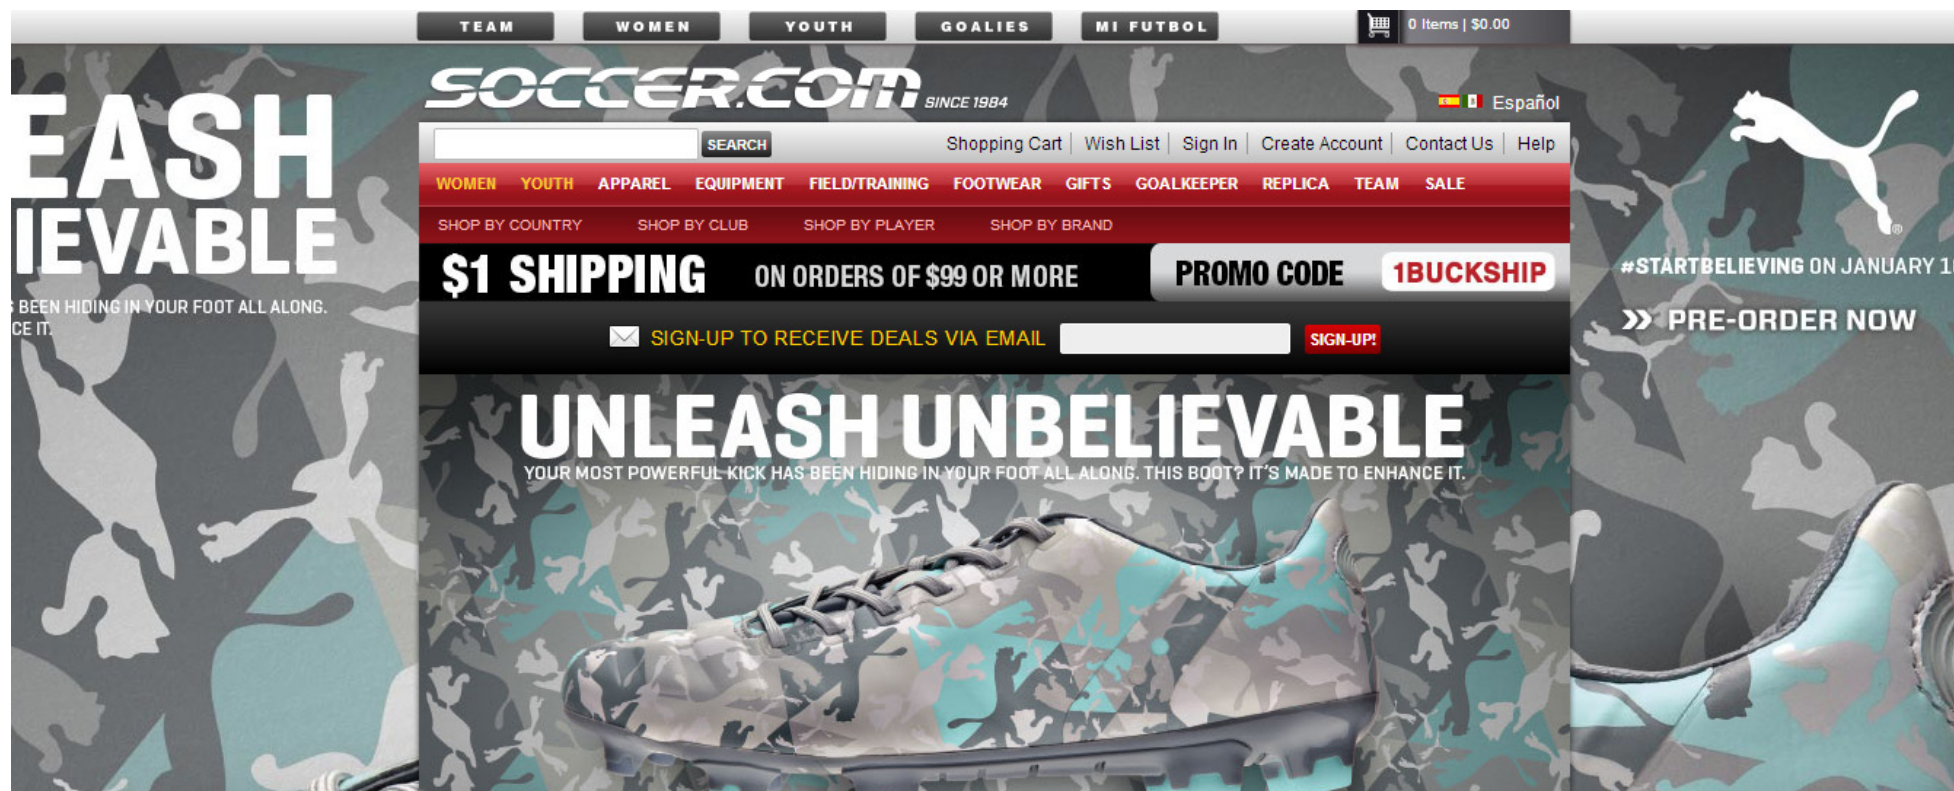 TEAM WOMEN YOUTH GOALIES MI FUTBOL 0 Items | $0.00
SOCCER.COM SINCE 1984
Español
SEARCH Shopping Cart | Wish List | Sign In | Create Account | Contact Us | Help
WOMEN YOUTH APPAREL EQUIPMENT FIELD/TRAINING FOOTWEAR GIFTS GOALKEEPER REPLICA TEAM SALE
SHOP BY COUNTRY SHOP BY CLUB SHOP BY PLAYER SHOP BY BRAND
$1 SHIPPING ON ORDERS OF $99 OR MORE PROMO CODE 1BUCKSHIP
SIGN-UP TO RECEIVE DEALS VIA EMAIL SIGN-UP!
UNLEASH UNBELIEVABLE
YOUR MOST POWERFUL KICK HAS BEEN HIDING IN YOUR FOOT ALL ALONG. THIS BOOT? IT'S MADE TO ENHANCE IT.
EASH
IEVABLE
BEEN HIDING IN YOUR FOOT ALL ALONG.
CE IT.
®
#STARTBELIEVING ON JANUARY
PRE-ORDER NOW